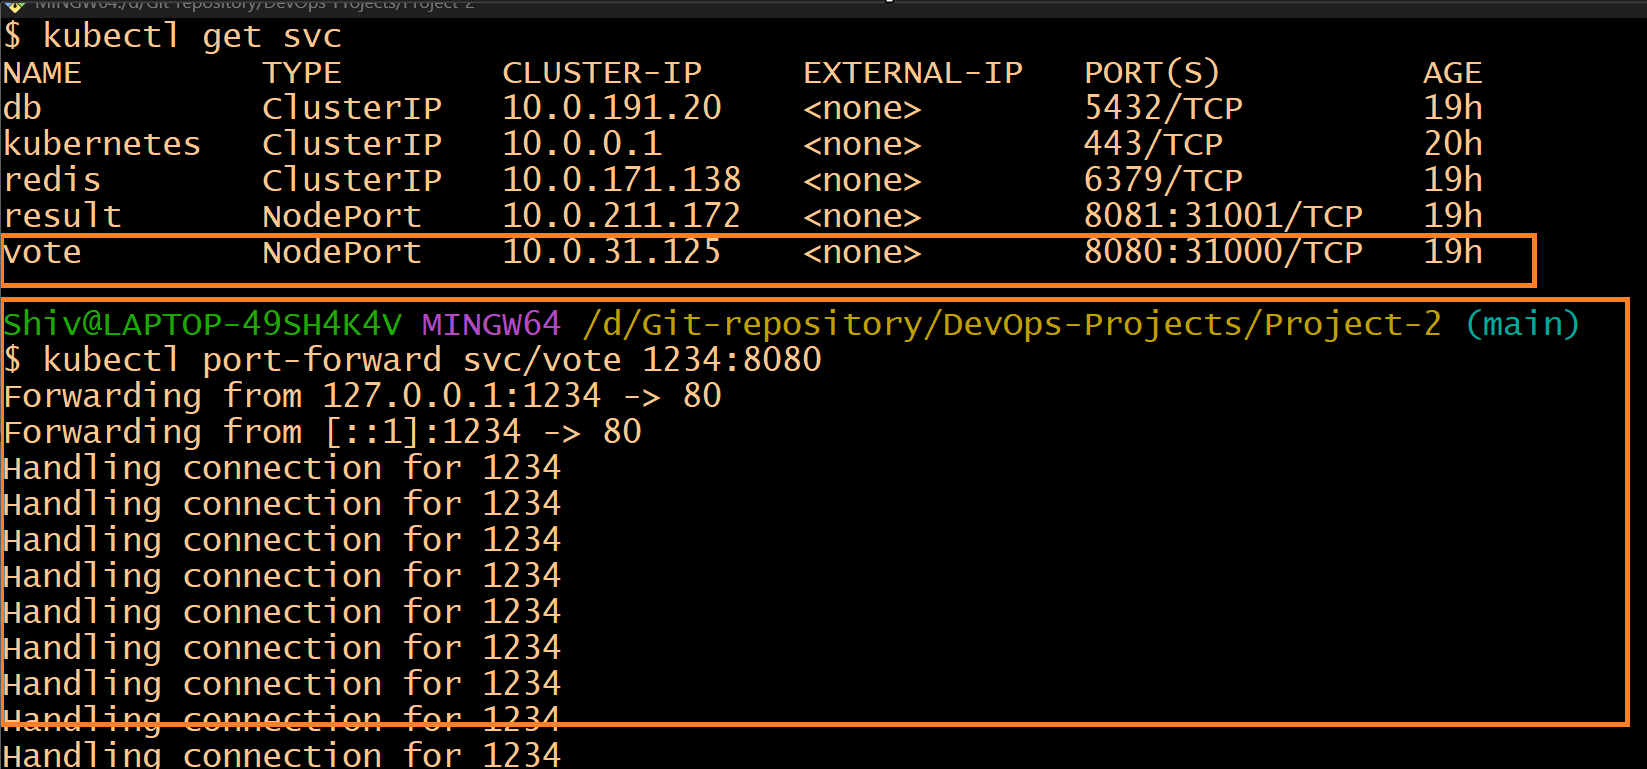 MINGW64:/d/Git-repository/DevOps-Projects/Project-2
$ kubectl get svc
NAME TYPE CLUSTER-IP EXTERNAL-IP PORT(S) AGE
db ClusterIP 10.0.191.20 <none> 5432/TCP 19h
kubernetes ClusterIP 10.0.0.1 <none> 443/TCP 20h
redis ClusterIP 10.0.171.138 <none> 6379/TCP 19h
result NodePort 10.0.211.172 <none> 8081:31001/TCP 19h
vote NodePort 10.0.31.125 <none> 8080:31000/TCP 19h
Shiv@LAPTOP-49SH4K4V MINGW64 /d/Git-repository/DevOps-Projects/Project-2 (main)
$ kubectl port-forward svc/vote 1234:8080
Forwarding from 127.0.0.1:1234 -> 80
Forwarding from [::1]:1234 -> 80
Handling connection for 1234
Handling connection for 1234
Handling connection for 1234
Handling connection for 1234
Handling connection for 1234
Handling connection for 1234
Handling connection for 1234
Handling connection for 1234
Handling connection for 1234